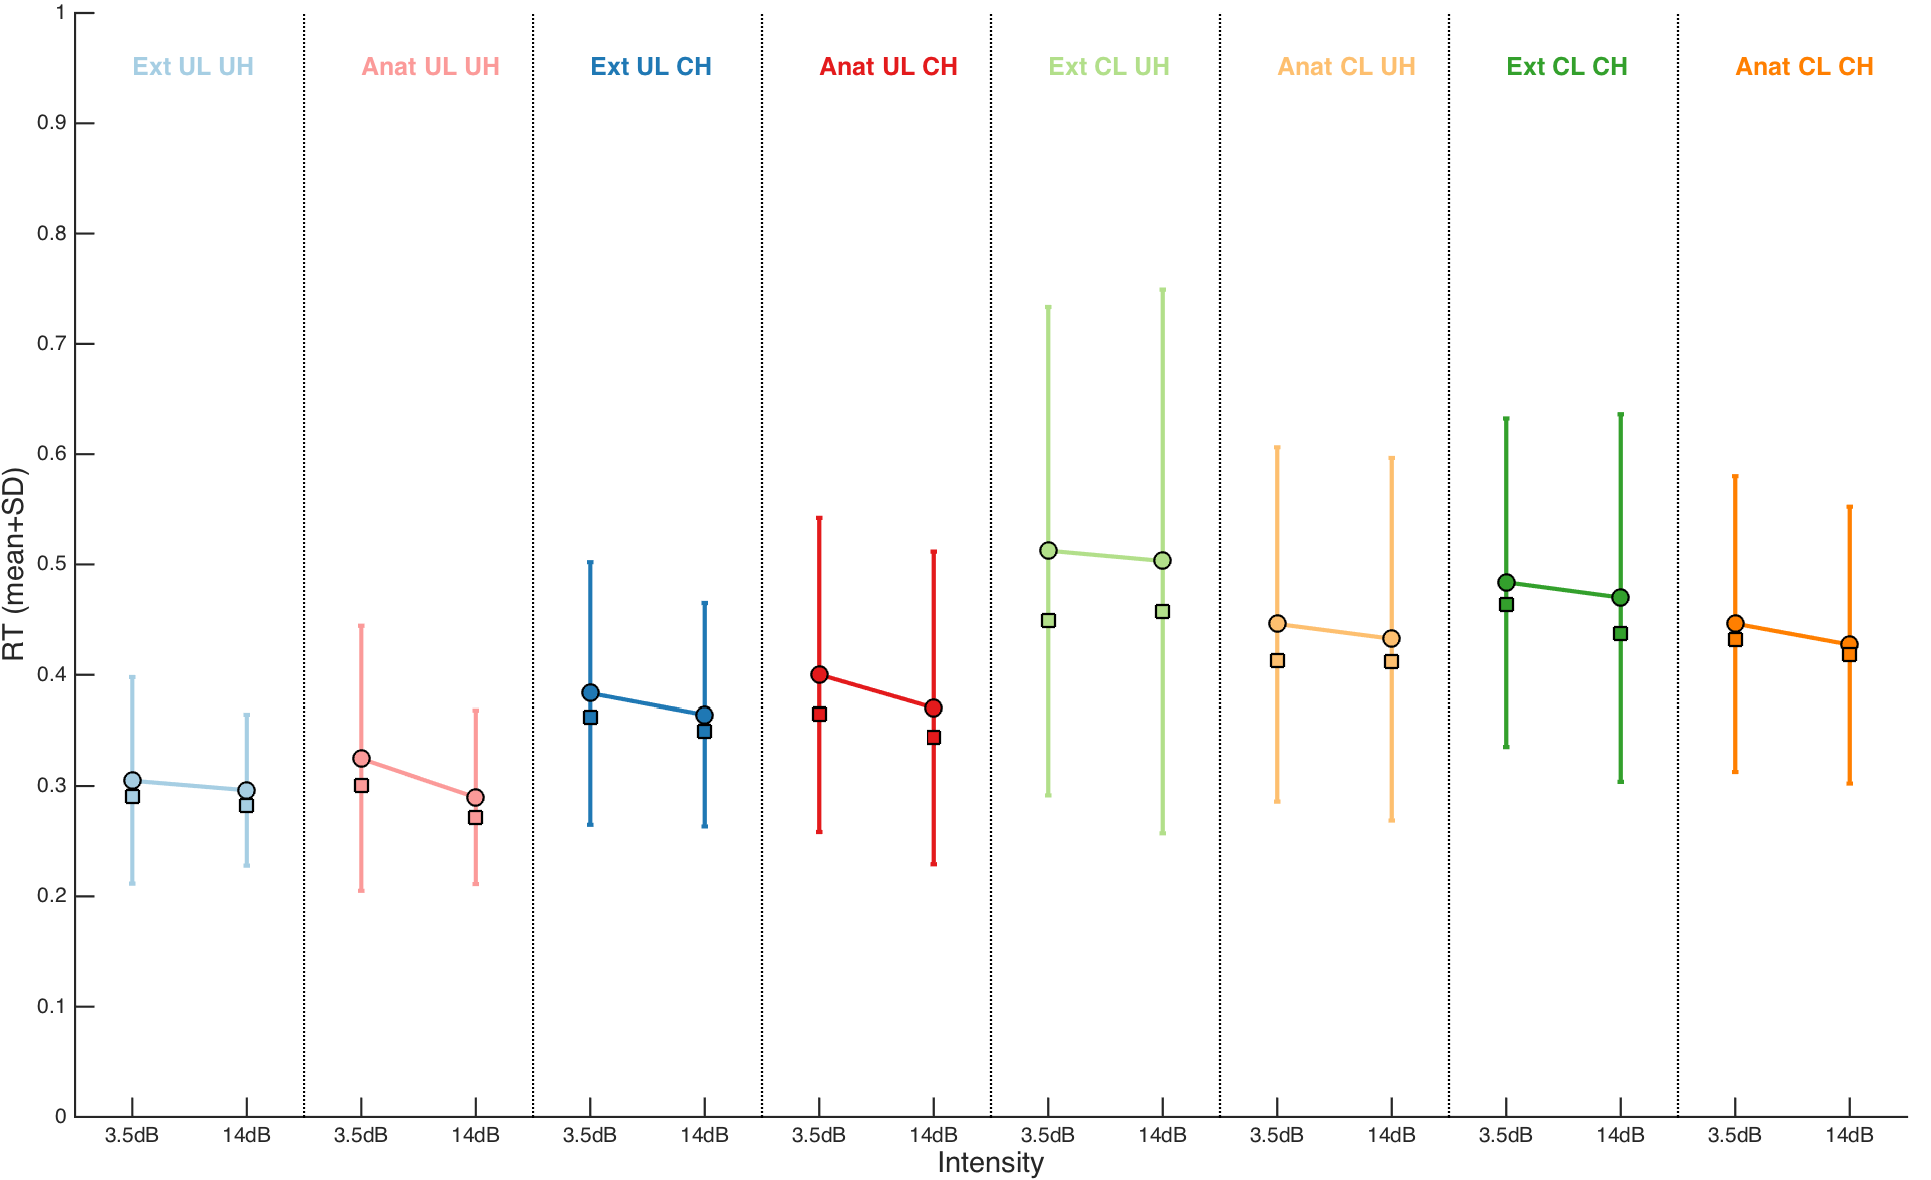 Ext UL UH Anat UL UH Ext UL CH Anat UL CH Ext CL UH Anat CL UH Ext CL CH Anat CL CH
RT (mean+SD)
1
0.9
0.8
0.7
0.6
0.5
0.4
0.3
0.2
0.1
0
3.5dB 14dB 3.5dB 14dB 3.5dB 14dB 3.5dB 14dB 3.5dB 14dB 3.5dB 14dB 3.5dB 14dB 3.5dB 14dB
Intensity